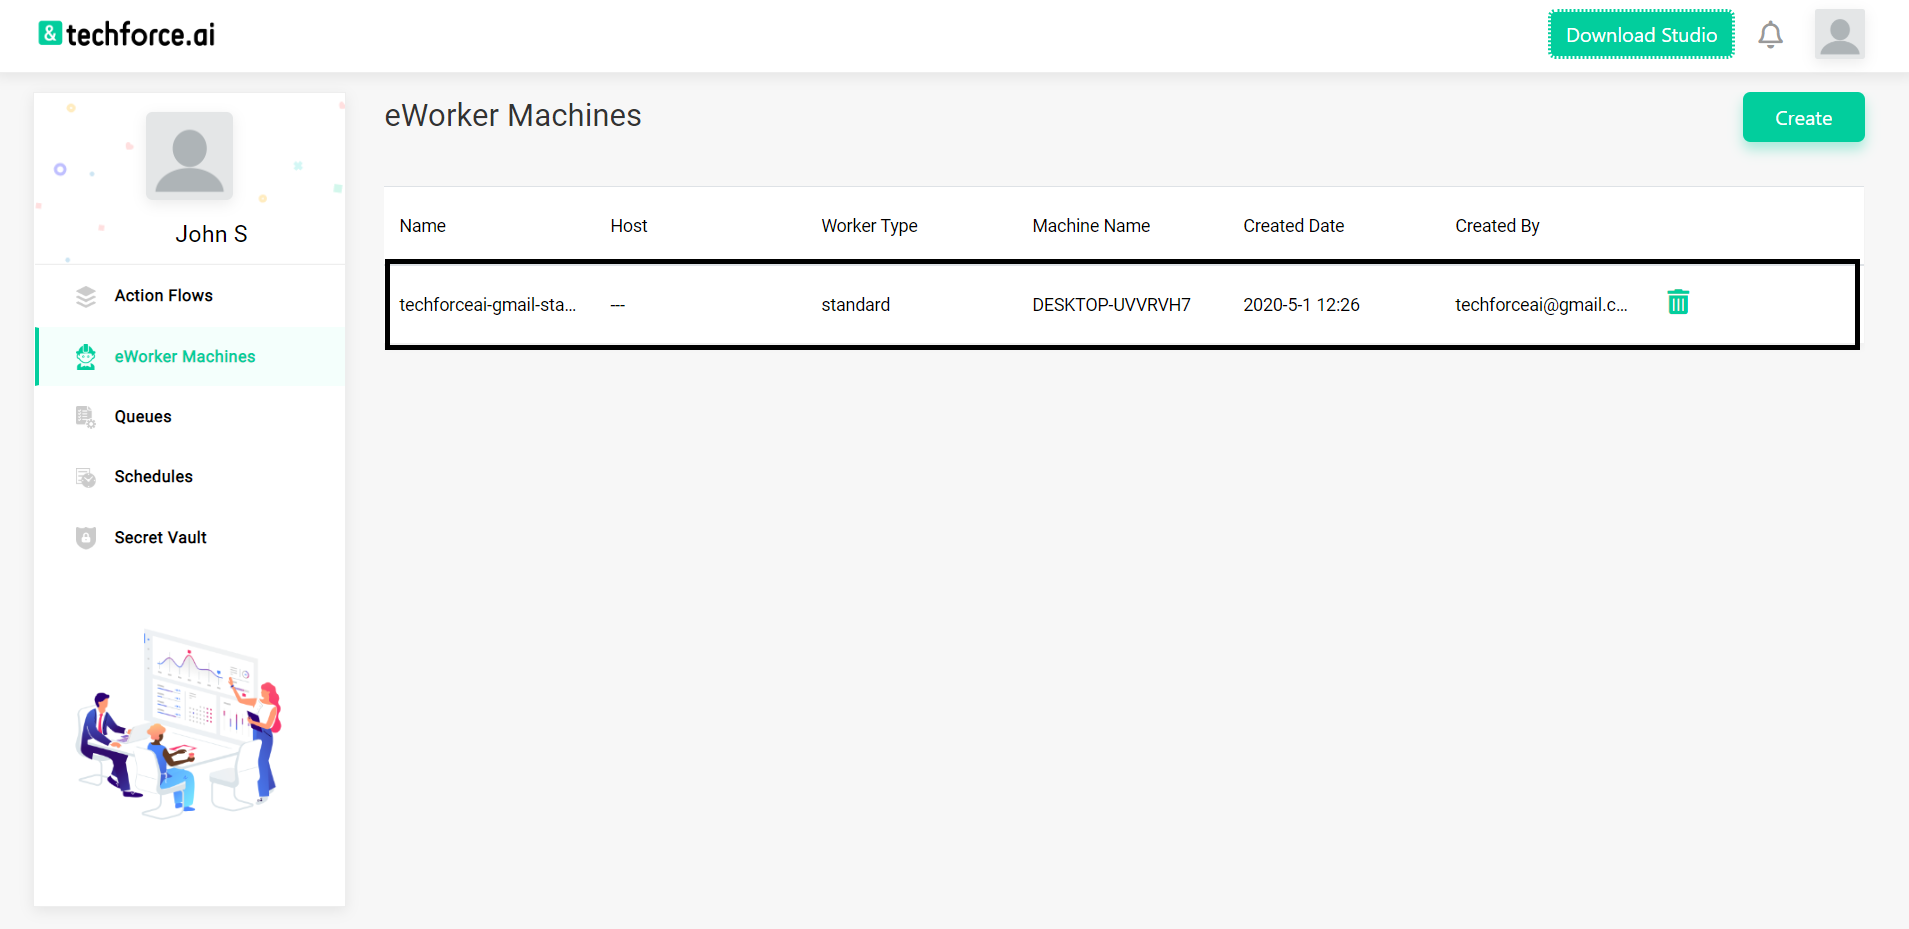 & techforce.ai
Download Studio
John S
Action Flows
eWorker Machines
Queues
Schedules
Secret Vault
eWorker Machines
Create
Name Host Worker Type Machine Name Created Date Created By
techforceai-gmail-sta... --- standard DESKTOP-UVVRVH7 2020-5-1 12:26 techforceai@gmail.c...